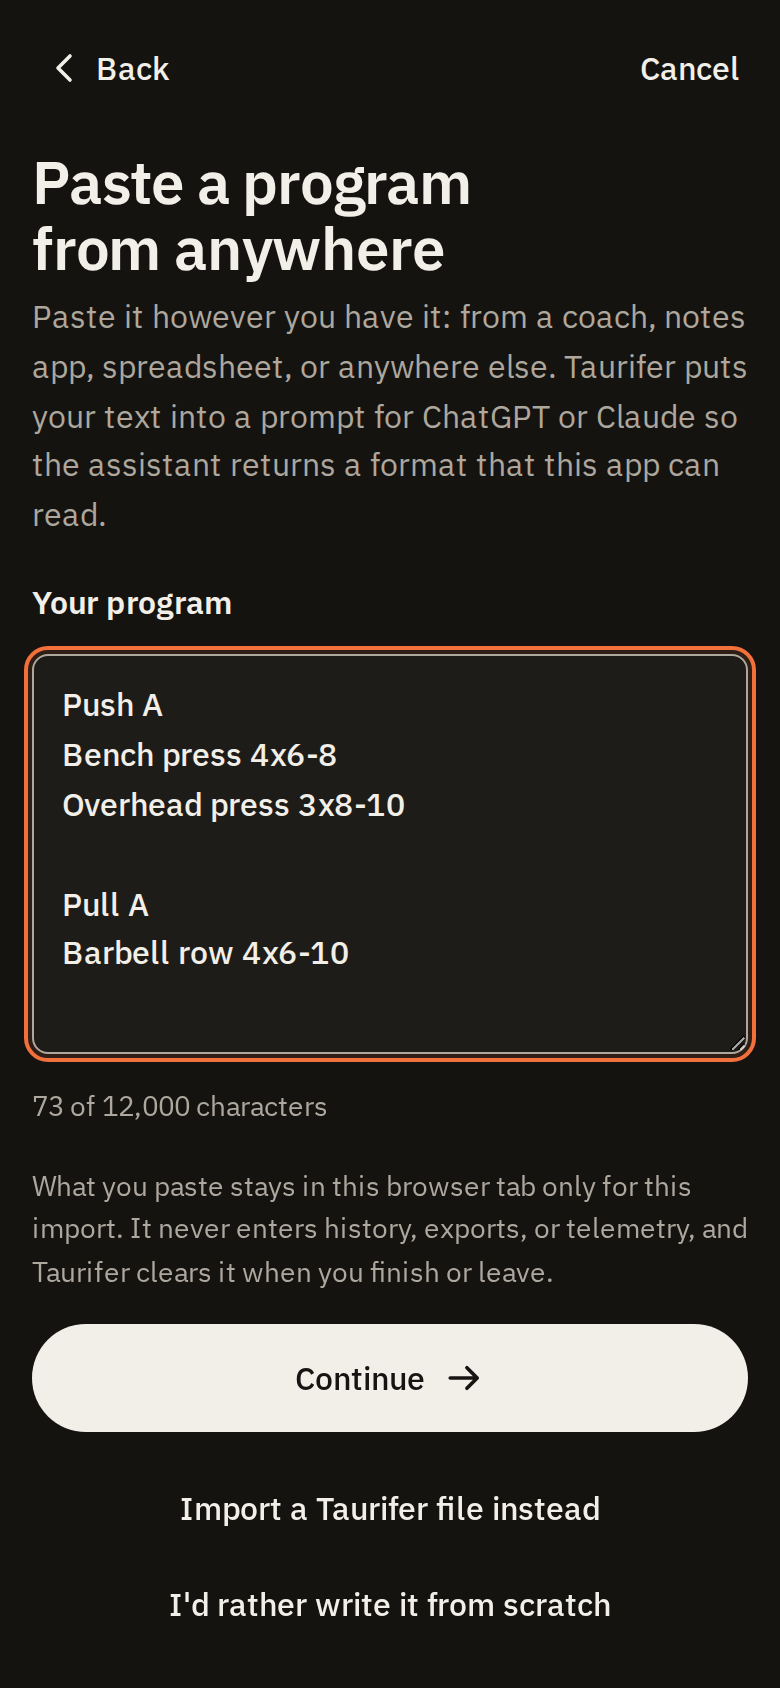 Back
Cancel
Paste a program
from anywhere
Paste it however you have it: from a coach, notes
app, spreadsheet, or anywhere else. Taurifer puts
your text into a prompt for ChatGPT or Claude so
the assistant returns a format that this app can
read.
Your program
Push A
Bench press 4x6-8
Overhead press 3x8-10
Pull A
Barbell row 4x6-10
73 of 12,000 characters
What you paste stays in this browser tab only for this
import. It never enters history, exports, or telemetry, and
Taurifer clears it when you finish or leave.
Continue
Import a Taurifer file instead
I'd rather write it from scratch